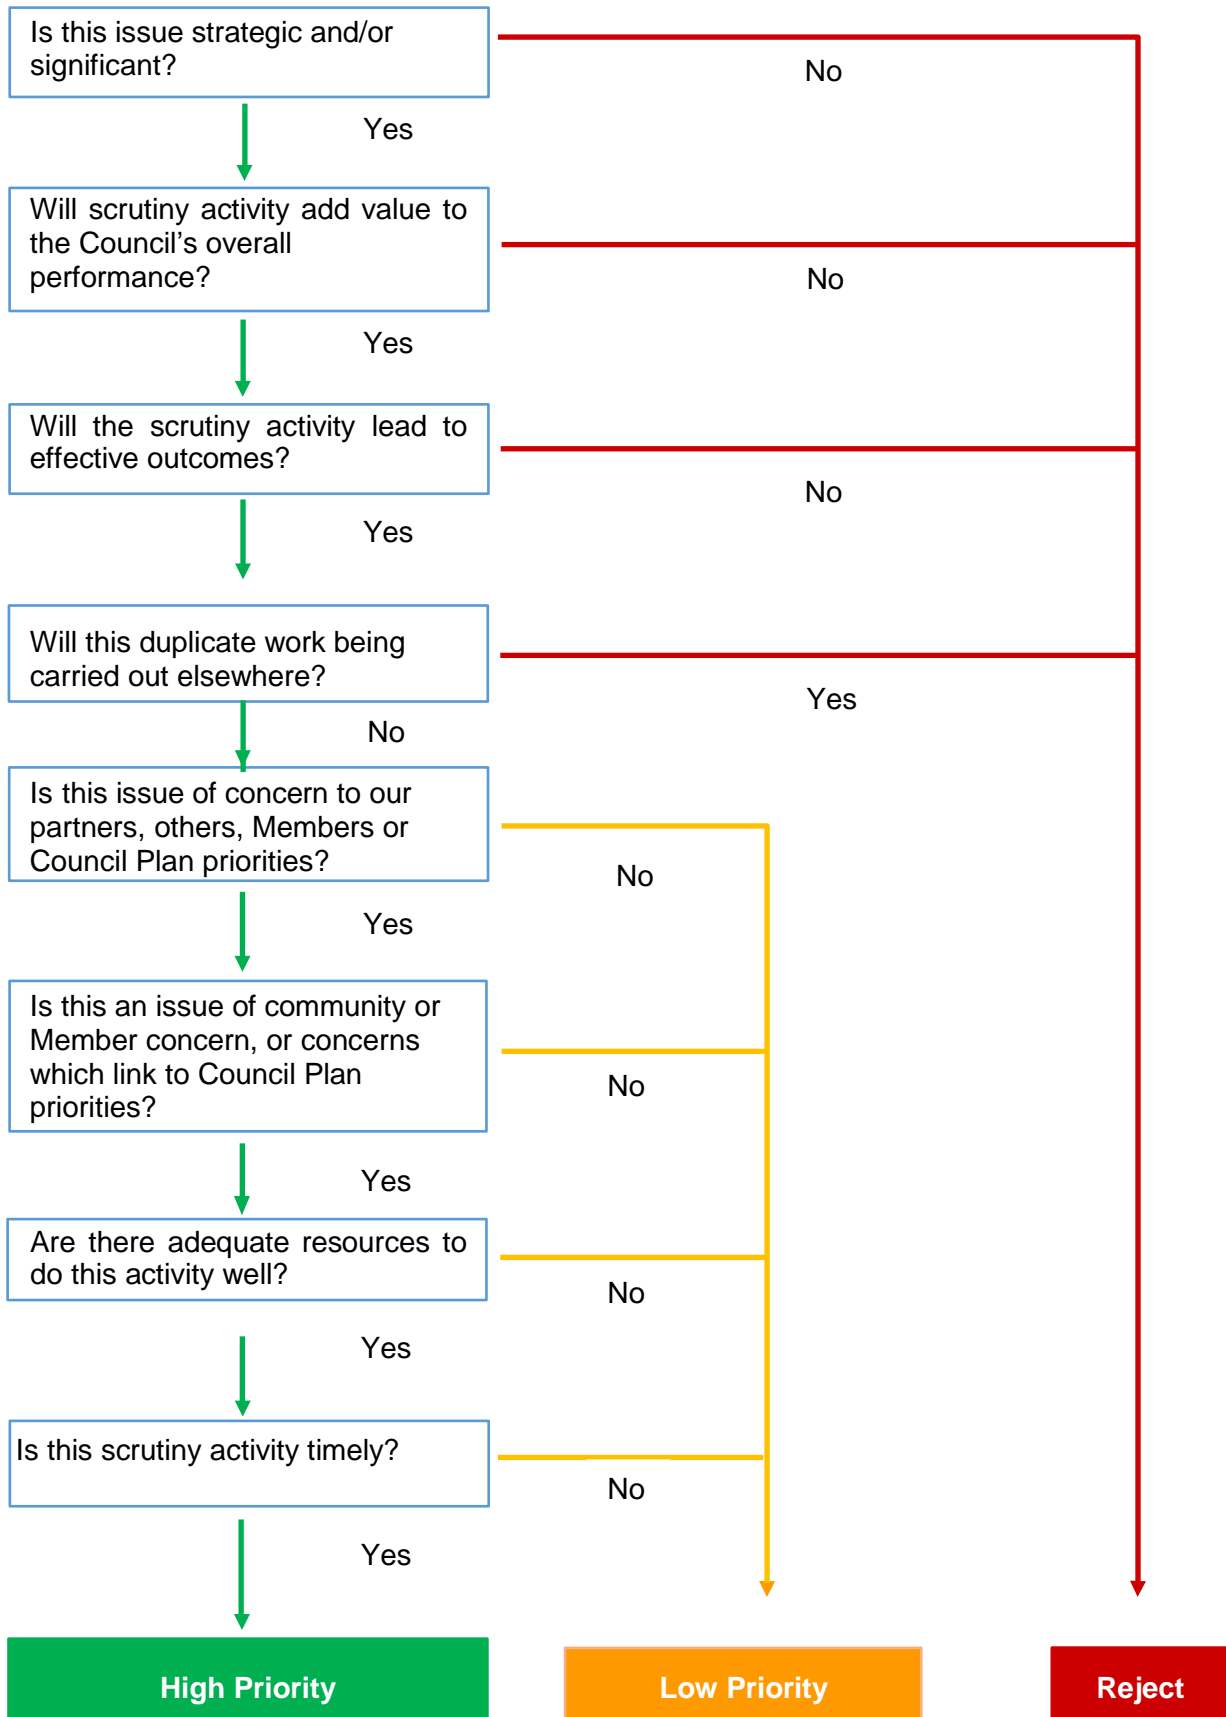 Is this issue strategic and/or
significant?
No
Yes
Will scrutiny activity add value to
the Council’s overall
performance?
No
Yes
Will the scrutiny activity lead to
effective outcomes?
No
Yes
Will this duplicate work being
carried out elsewhere?
Yes
No
Is this issue of concern to our
partners, others, Members or
Council Plan priorities?
No
Yes
Is this an issue of community or
Member concern, or concerns
which link to Council Plan
priorities?
No
Yes
Are there adequate resources to
do this activity well?
No
Yes
Is this scrutiny activity timely?
No
Yes
High Priority
Low Priority
Reject